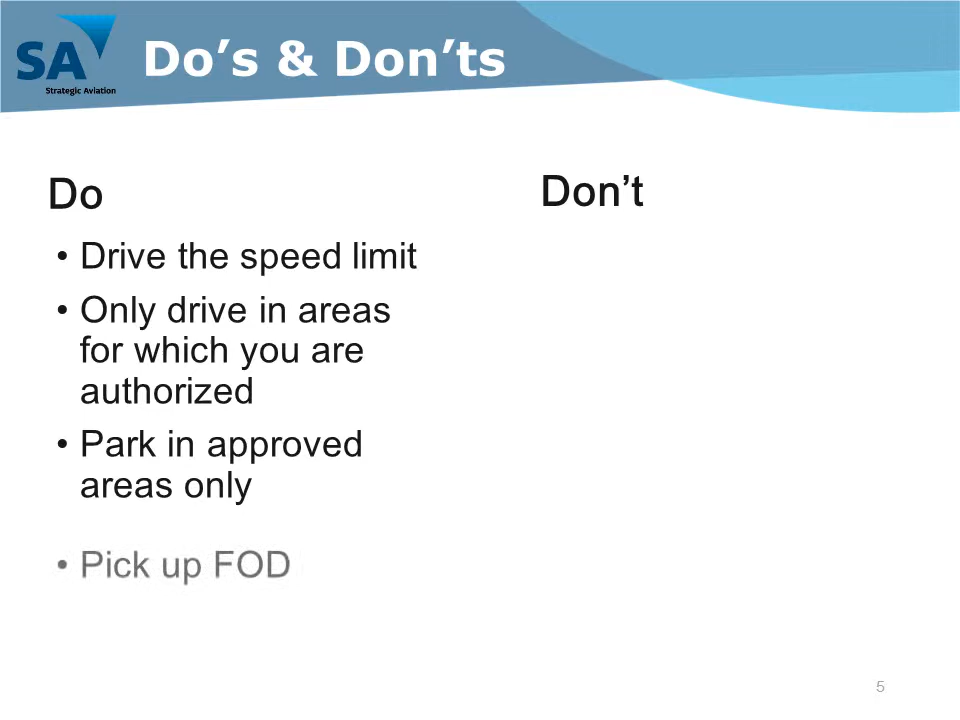 SA
Strategic Aviation
Do’s & Don’ts
Do
• Drive the speed limit
• Only drive in areas
for which you are
authorized
• Park in approved
areas only
• Pick up FOD
Don’t
5